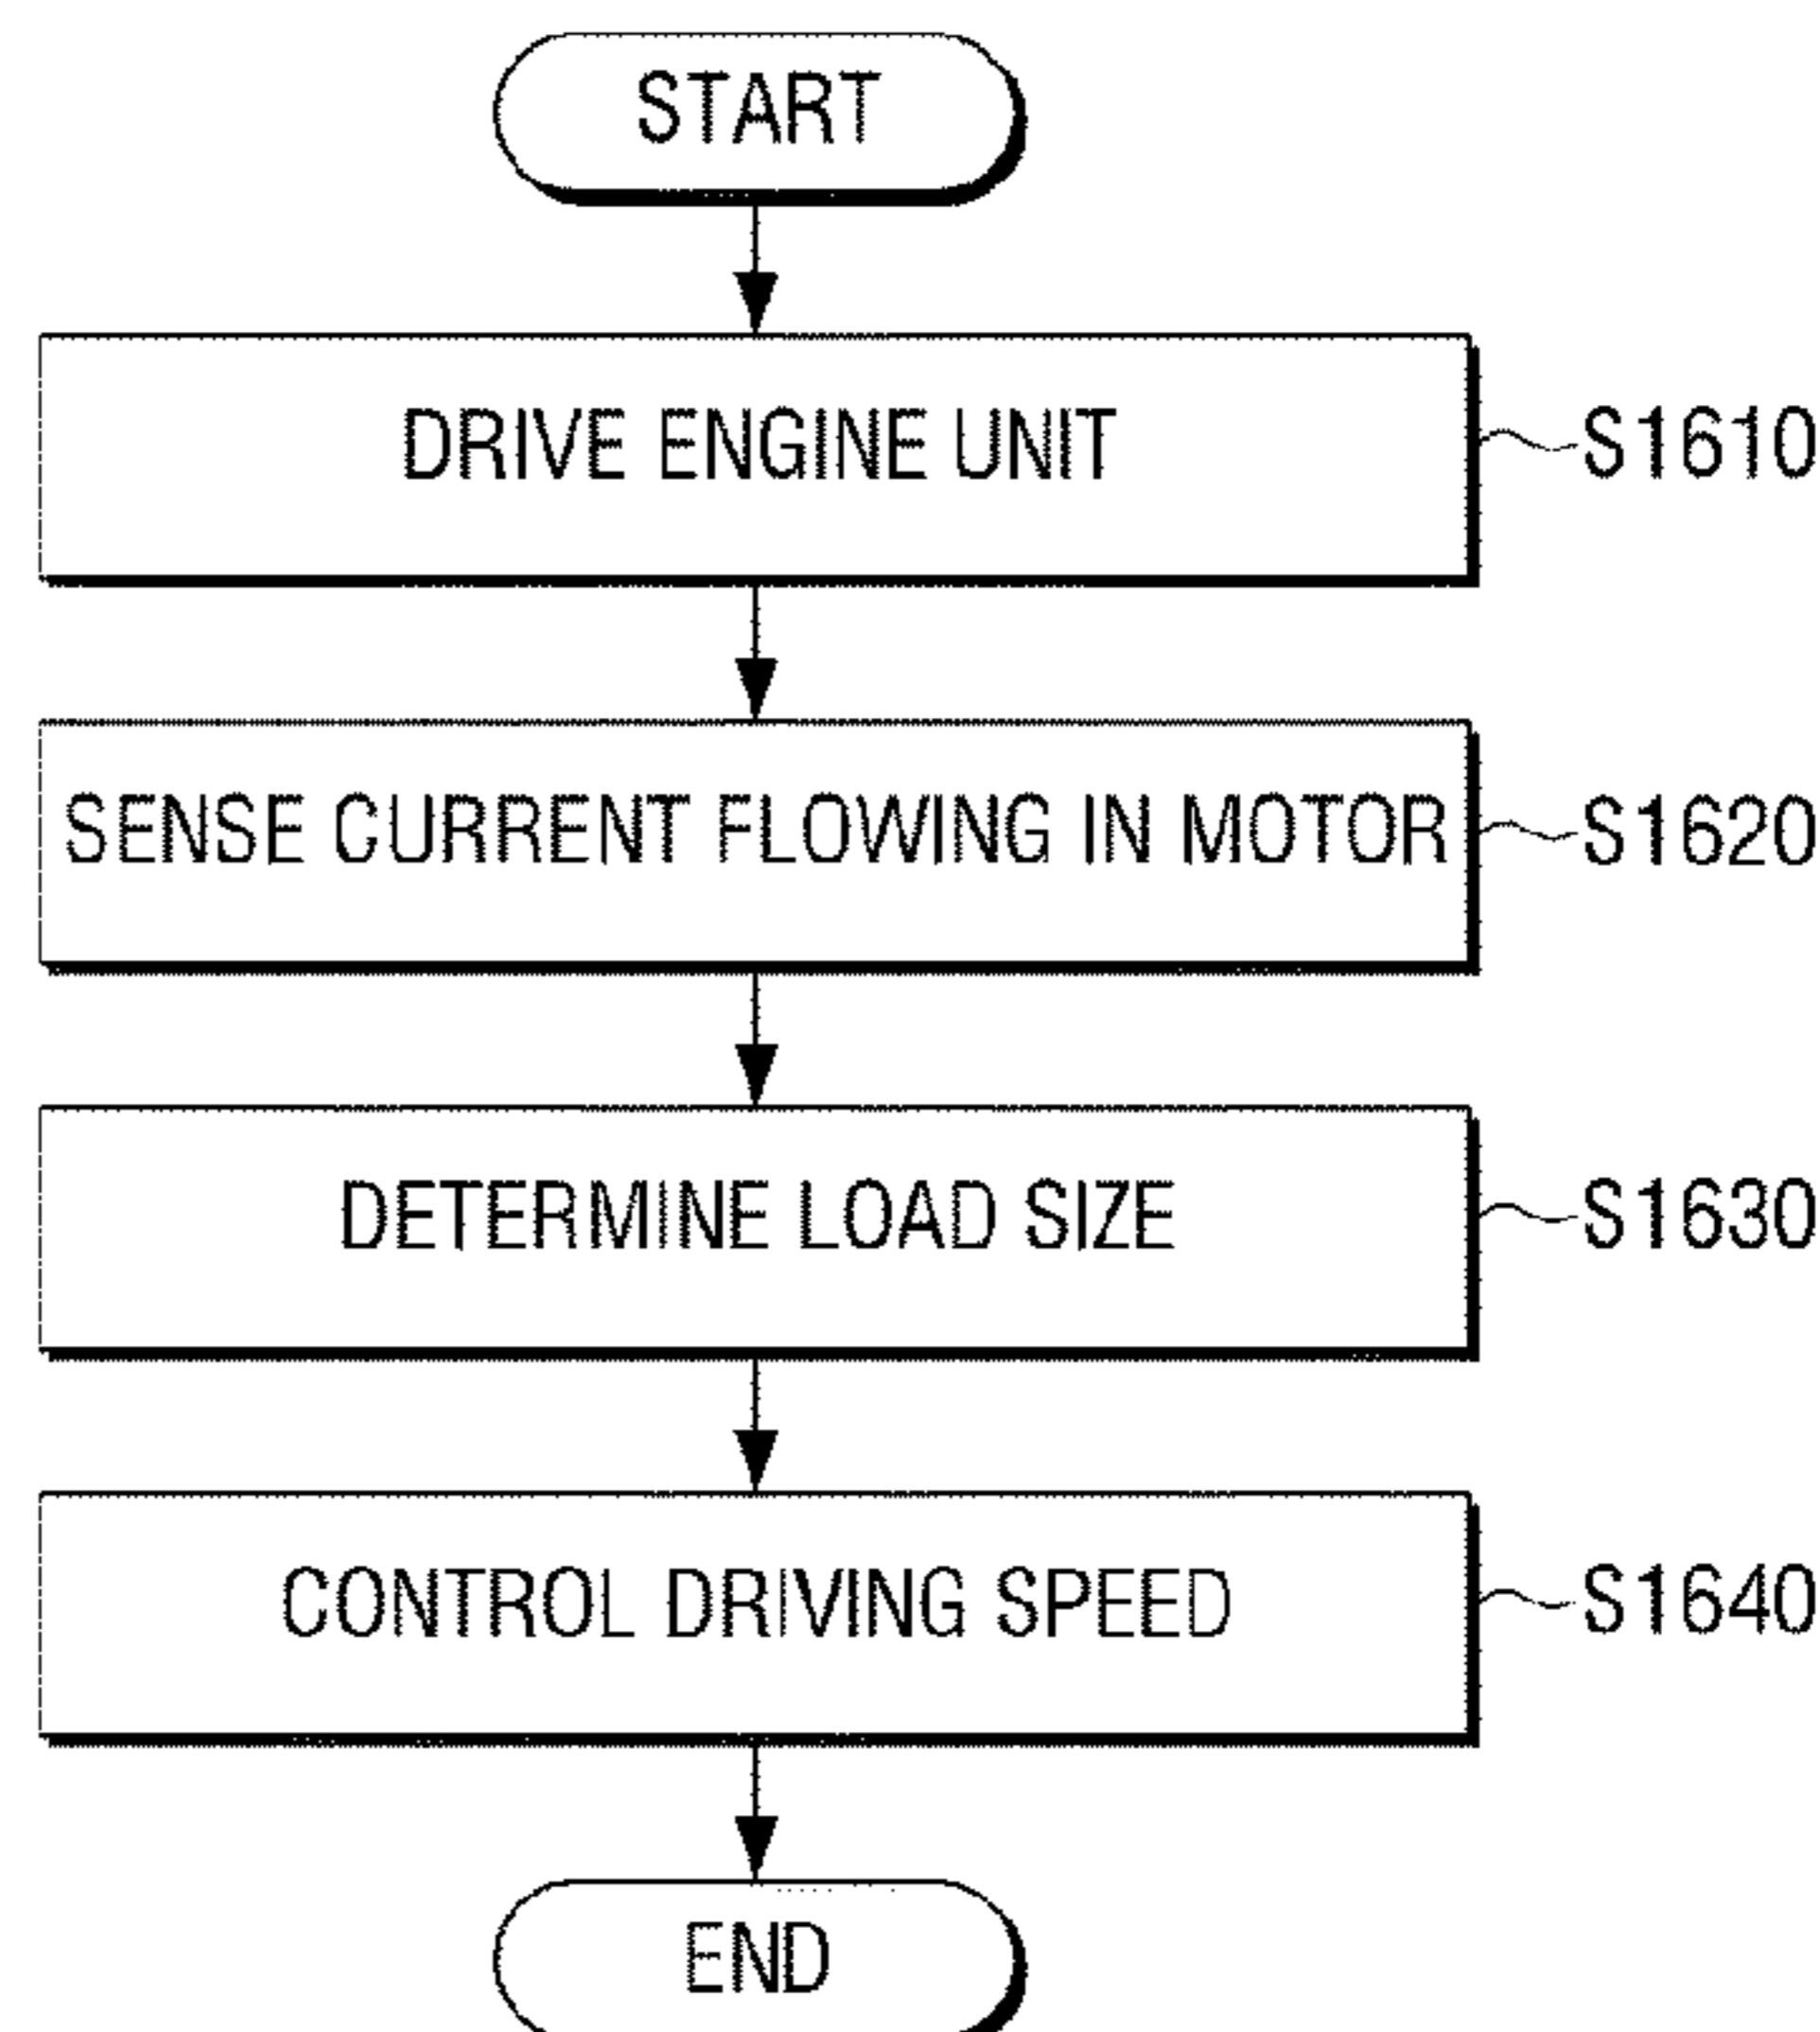 START
DRIVE ENGINE UNIT
S1610
SENSE CURRENT FLOWING IN MOTOR
S1620
DETERMINE LOAD SIZE
S1630
CONTROL DRIVING SPEED
S1640
END